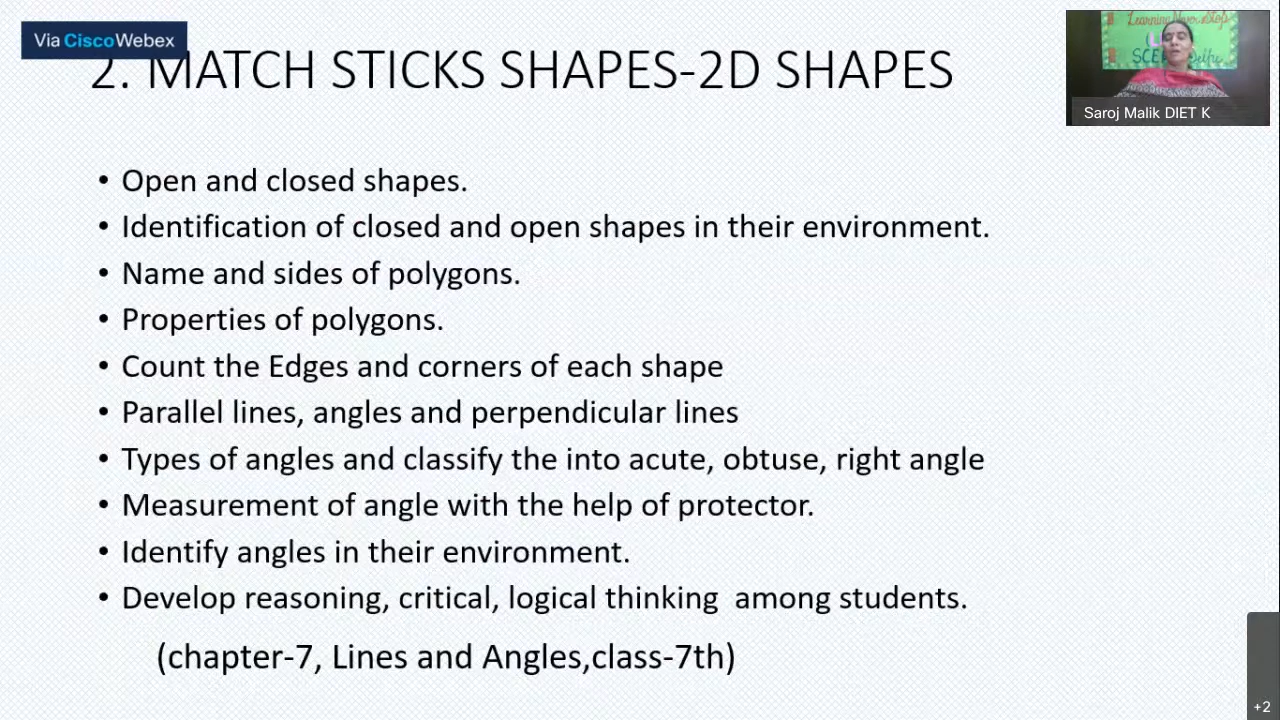 Via CiscoWebex
2. MATCH STICKS SHAPES-2D SHAPES
Learning Never Stops
Saroj Malik DIET K
• Open and closed shapes.
• Identification of closed and open shapes in their environment.
• Name and sides of polygons.
• Properties of polygons.
• Count the Edges and corners of each shape
• Parallel lines, angles and perpendicular lines
• Types of angles and classify the into acute, obtuse, right angle
• Measurement of angle with the help of protector.
• Identify angles in their environment.
• Develop reasoning, critical, logical thinking  among students.
(chapter-7, Lines and Angles,class-7th)
+2